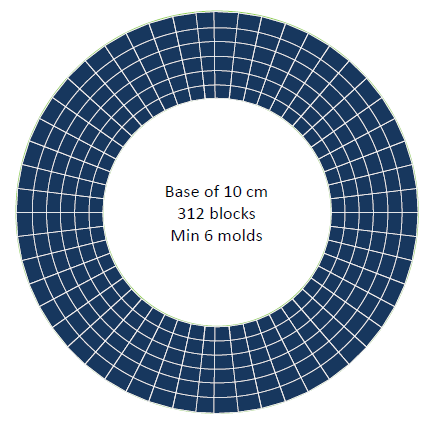 Base of 10 cm
312 blocks
Min 6 molds